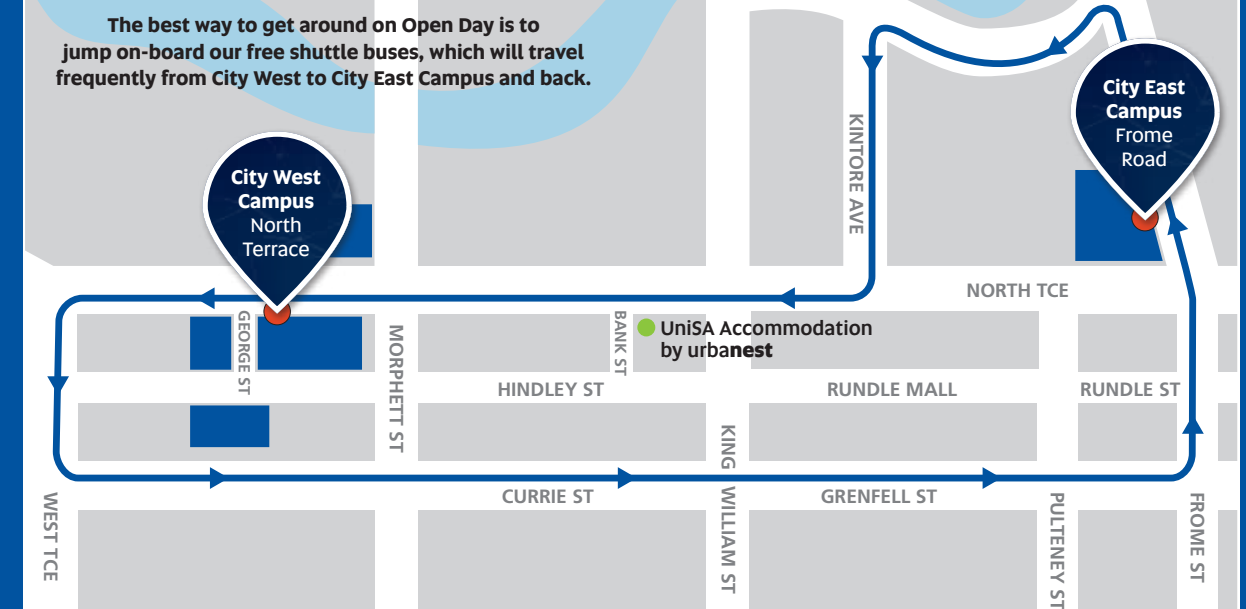 The best way to get around on Open Day is to
jump on-board our free shuttle buses, which will travel
frequently from City West to City East Campus and back.
City East
Campus
Frome
Road
KINTORE AVE
City West
Campus
North
Terrace
NORTH TCE
GEORGE ST
MORPHETT ST
BANK ST
UniSA Accommodation
by urbanest
HINDLEY ST
RUNDLE MALL
RUNDLE ST
KING WILLIAM ST
CURRIE ST
GRENFELL ST
WEST TCE
PULTENEY ST
FROME ST